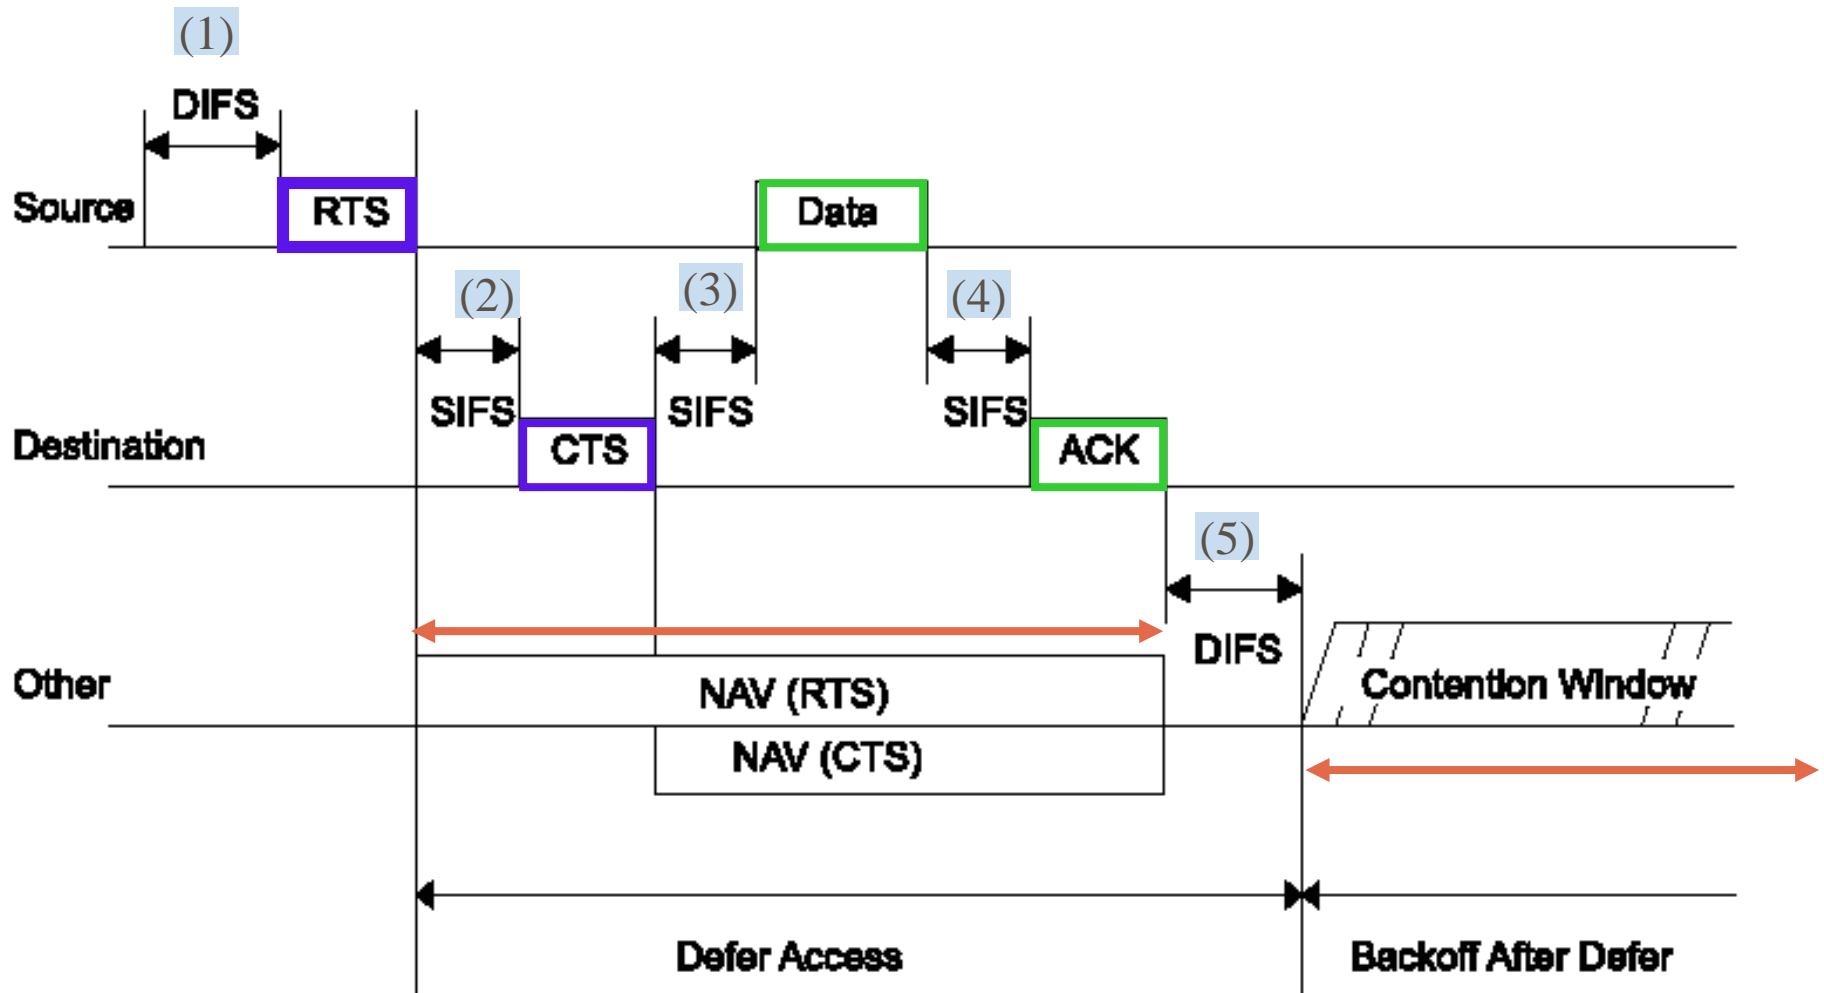 (1)
DIFS
Source
RTS
Data
(2)
(3)
(4)
SIFS
SIFS
SIFS
Destination
CTS
ACK
(5)
DIFS
Other
NAV (RTS)
Contention Window
NAV (CTS)
Defer Access
Backoff After Defer